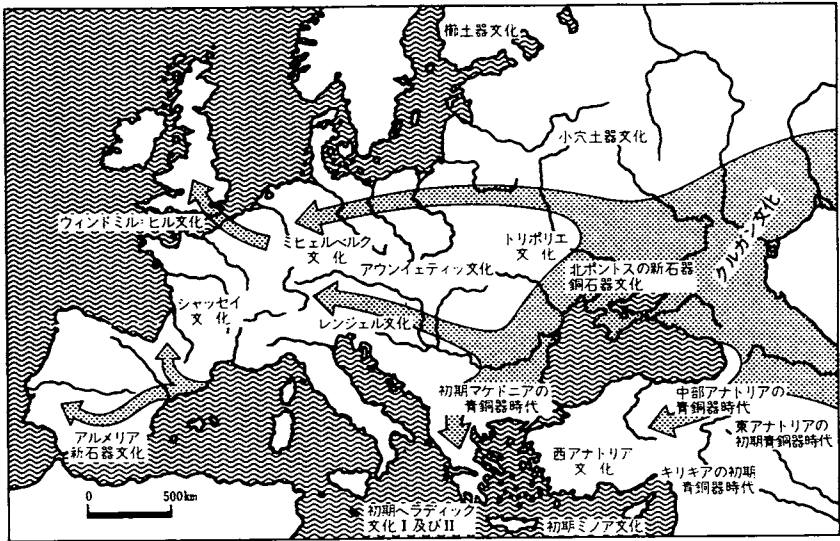 櫛土器文化
小穴土器文化
クルガン文化
ウィンドミル=ヒル文化
ミヒェルベルク
文化
トリポリエ
文化
アウンイェティッツ文化
北ポントスの新石器
銅石器文化
シャッセイ
文化
レンジェル文化
初期マケドニアの
青銅器時代
中部アナトリアの
青銅器時代
東アナトリアの
初期青銅器時代
アルメリア
新石器文化
西アナトリア
文化
キリキアの初期
青銅器時代
0 500km
初期ヘラディック
文化Ⅰ及びⅡ
初期ミノア文化